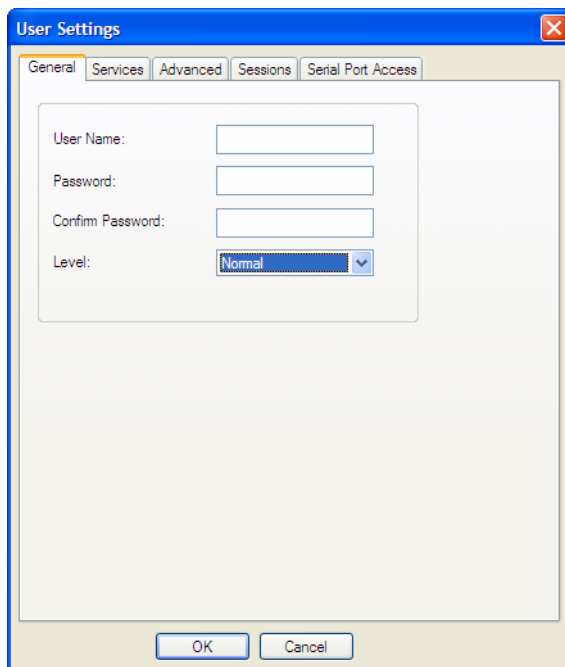 User Settings
General Services Advanced Sessions Serial Port Access
User Name:
Password:
Confirm Password:
Level: Normal
OK Cancel